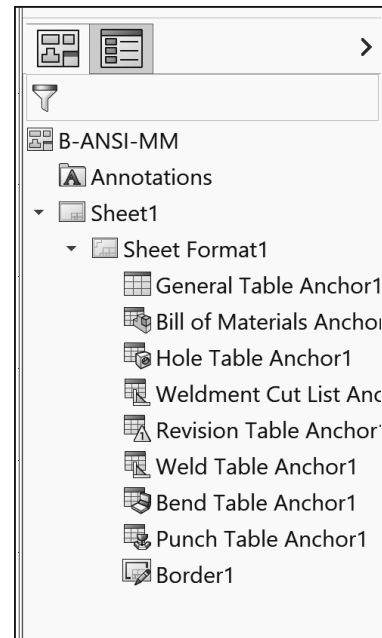 B-ANSI-MM
Annotations
Sheet1
Sheet Format1
General Table Anchor1
Bill of Materials Anchor
Hole Table Anchor1
Weldment Cut List Anc
Revision Table Anchor1
Weld Table Anchor1
Bend Table Anchor1
Punch Table Anchor1
Border1